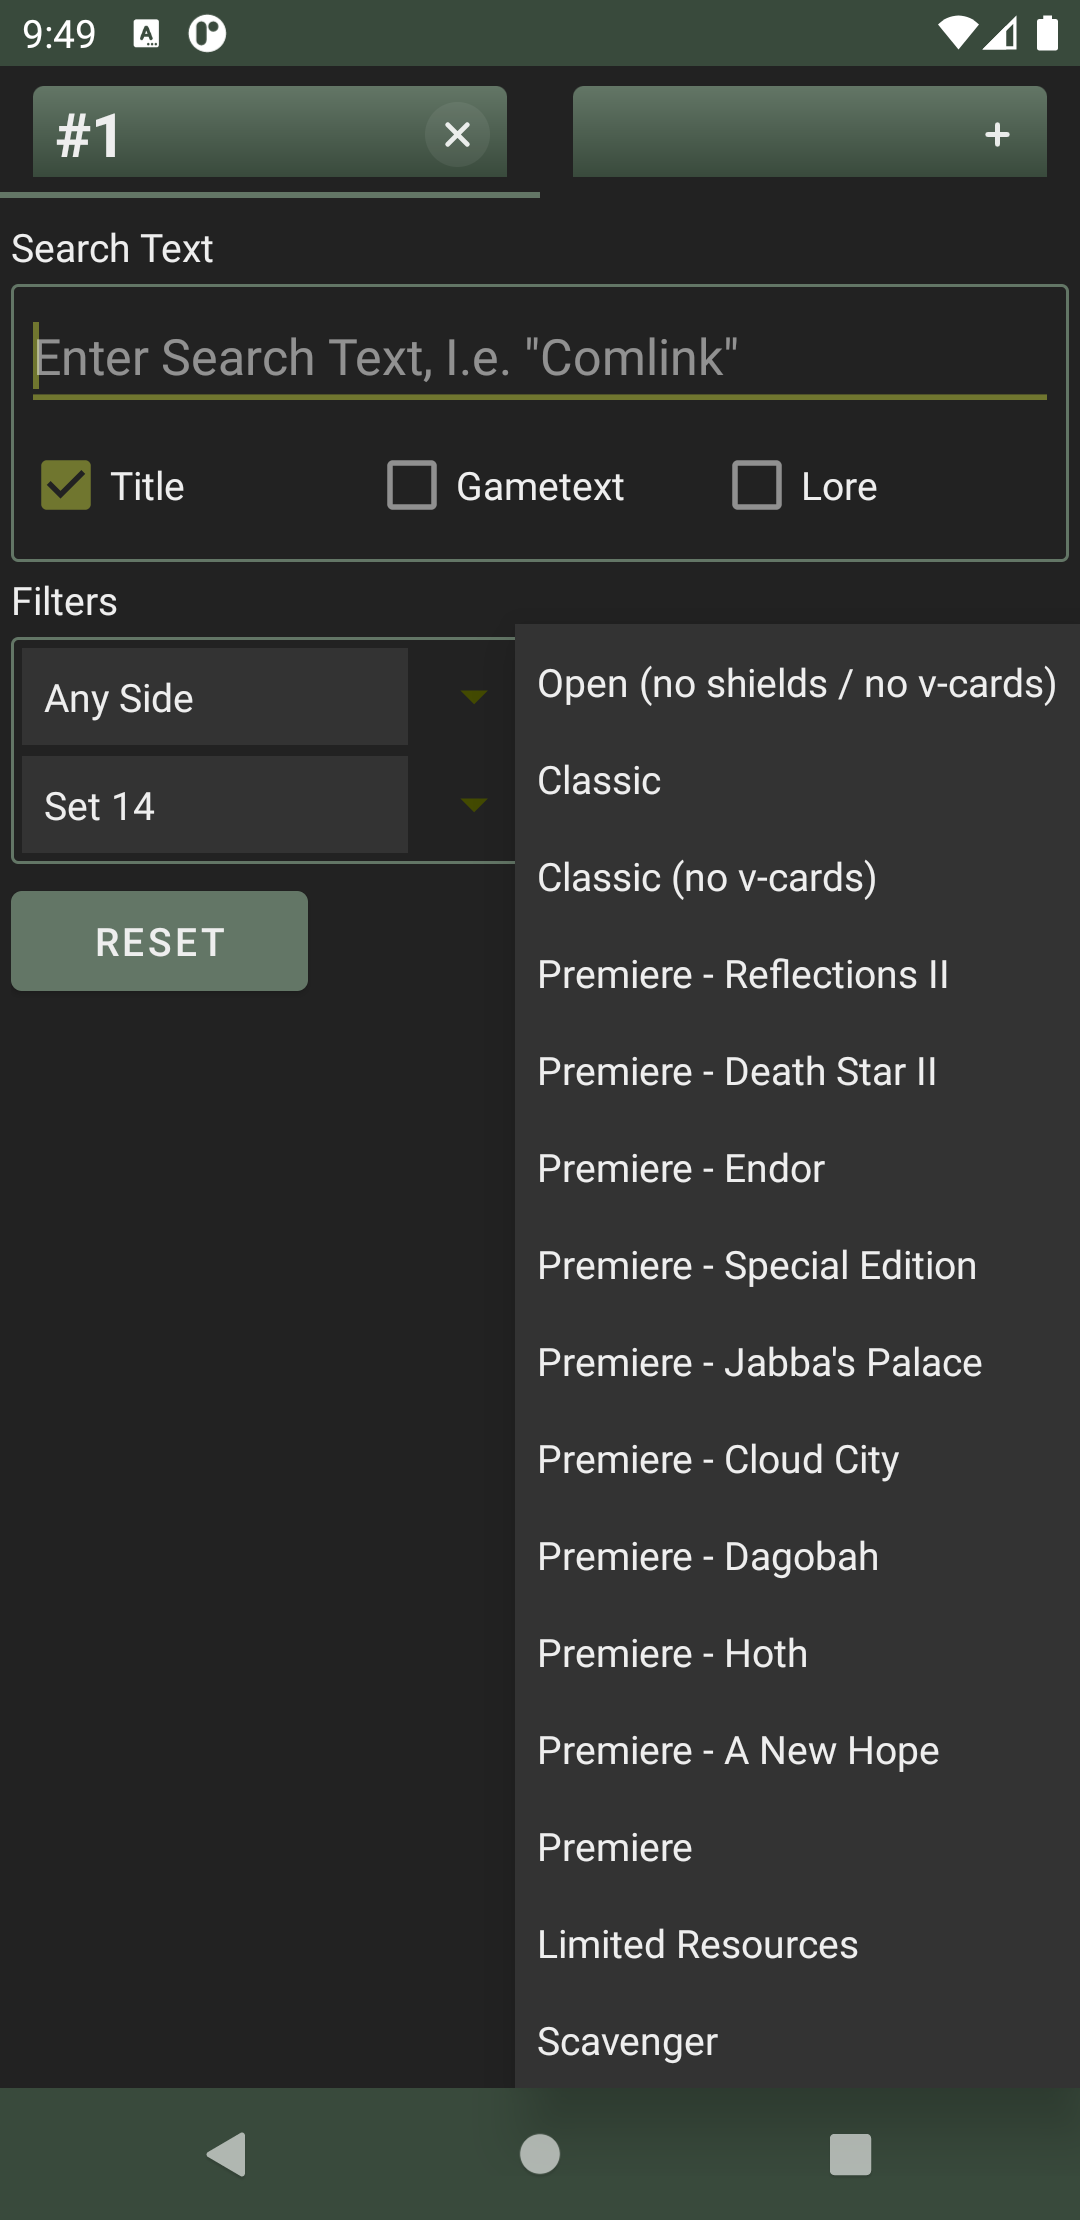 9:49
#1
Search Text
Enter Search Text, I.e. "Comlink"
Title
Gametext
Lore
Filters
Any Side
Set 14
RESET
Open (no shields / no v-cards)
Classic
Classic (no v-cards)
Premiere - Reflections II
Premiere - Death Star II
Premiere - Endor
Premiere - Special Edition
Premiere - Jabba's Palace
Premiere - Cloud City
Premiere - Dagobah
Premiere - Hoth
Premiere - A New Hope
Premiere
Limited Resources
Scavenger